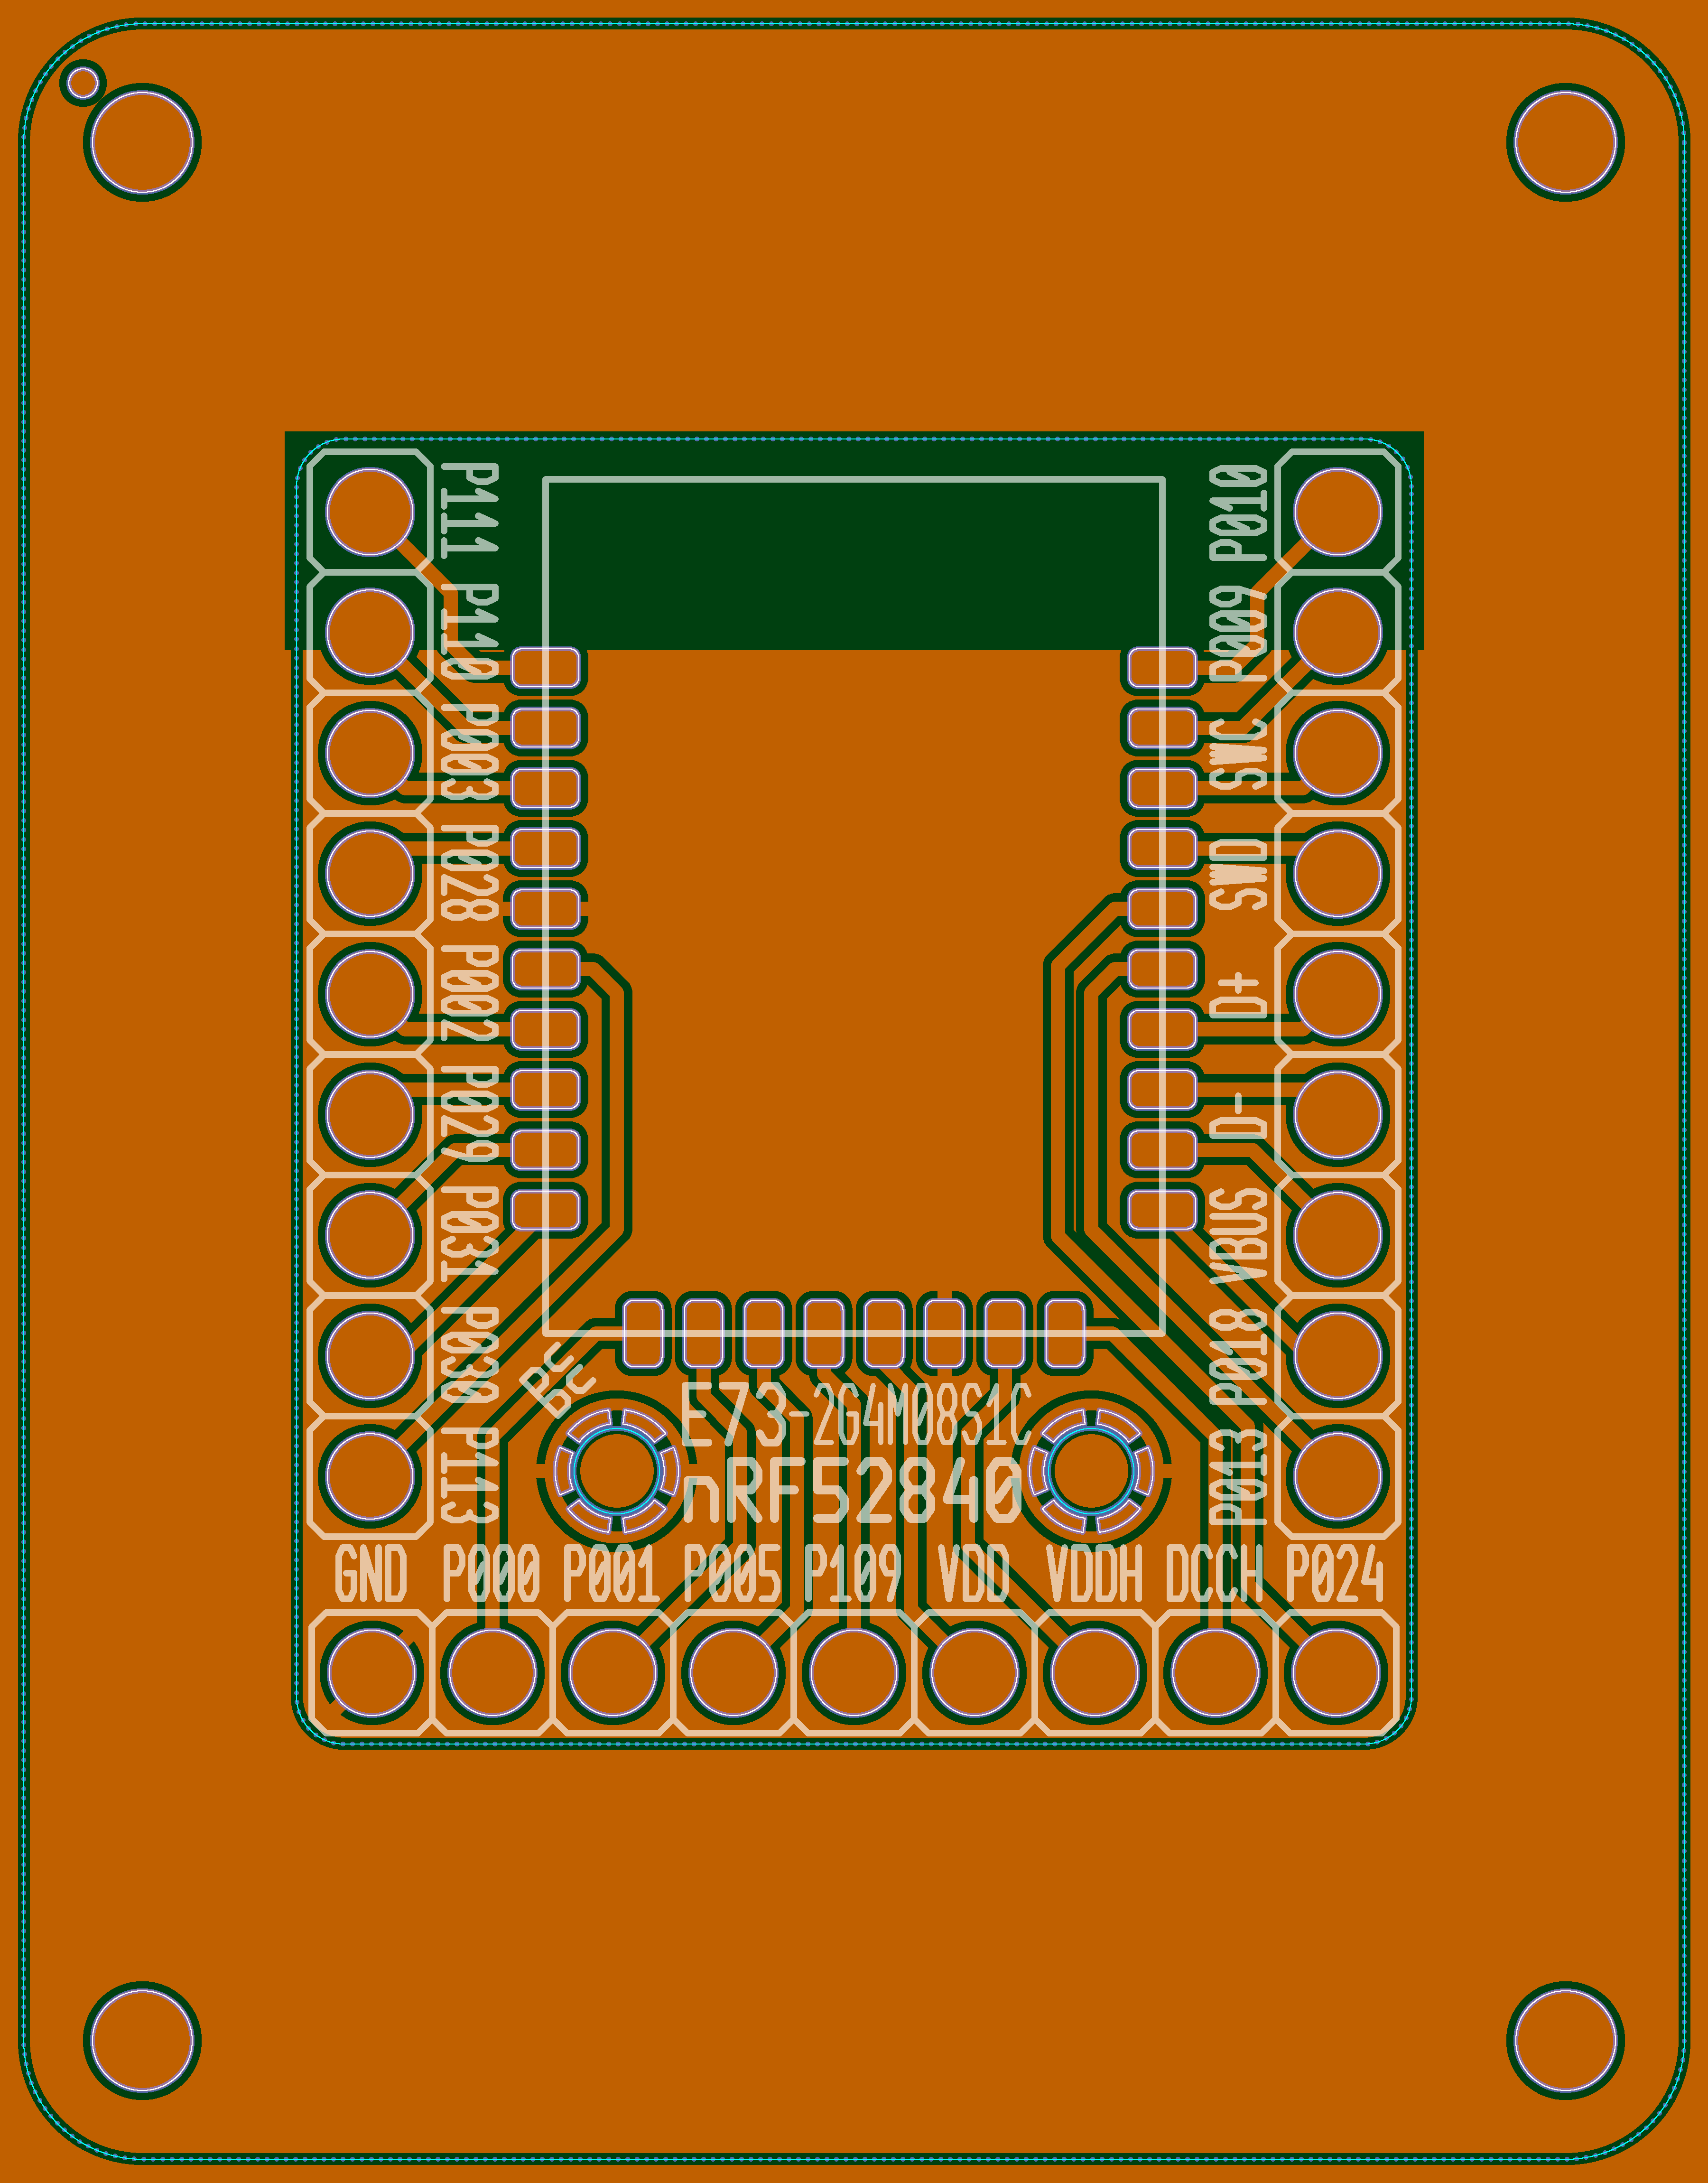 P111
P110
P003
P028
P002
P029
P031
P030
P113
P010
P009
SWC
SWD
D+
D-
VBUS
P018
P013
E73-2G4M08S1C
nRF52840
GND P000 P001 P005 P109 VDD VDDH DCCH P024